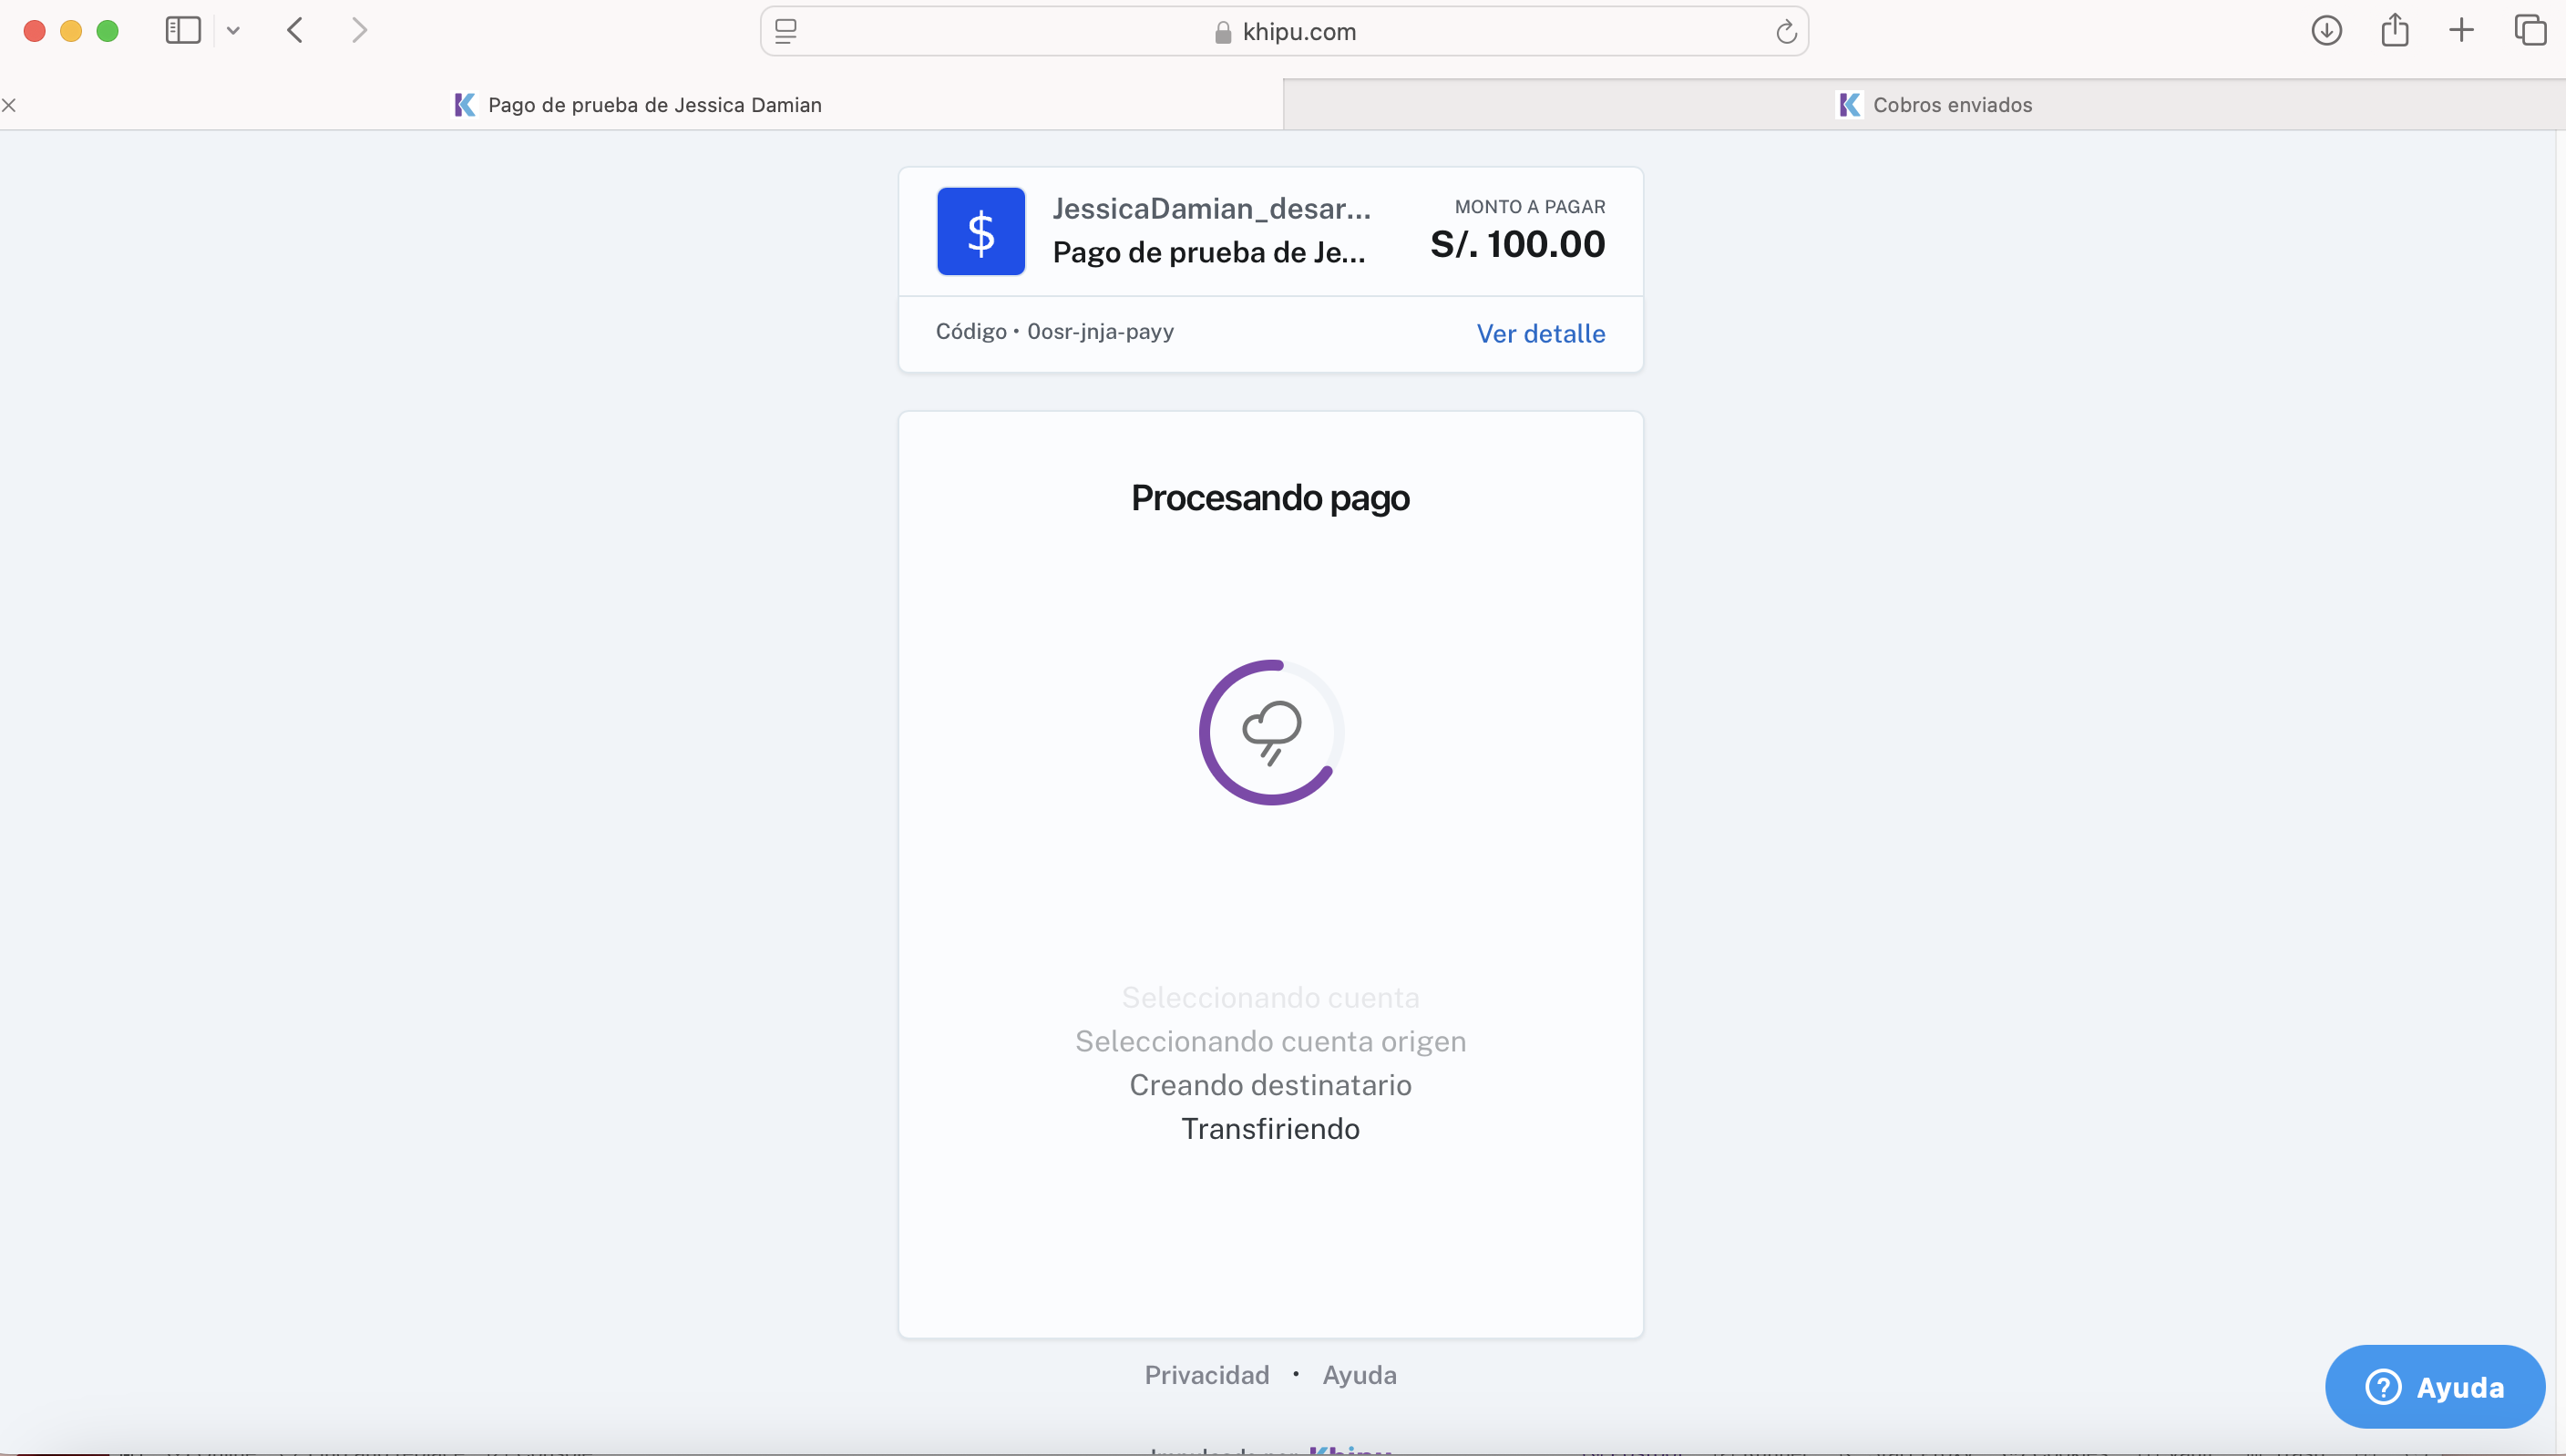 khipu.com
Pago de prueba de Jessica Damian
Cobros enviados
$
JessicaDamian_desar...
Pago de prueba de Je...
MONTO A PAGAR
S/. 100.00
Código • 0osr-jnja-payy
Ver detalle
Procesando pago
Seleccionando cuenta
Seleccionando cuenta origen
Creando destinatario
Transfiriendo
Privacidad • Ayuda
? Ayuda
Khipu